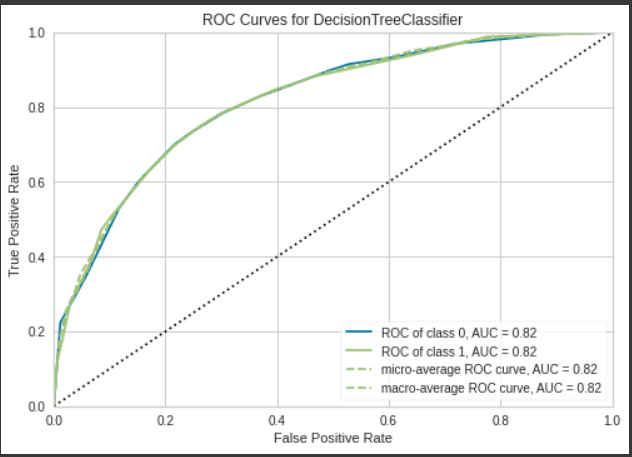 ROC Curves for DecisionTreeClassifier
1.0
0.8
0.6
0.4
0.2
0.0
True Positive Rate
ROC of class 0, AUC = 0.82
ROC of class 1, AUC = 0.82
micro-average ROC curve, AUC = 0.82
macro-average ROC curve, AUC = 0.82
0.0 0.2 0.4 0.6 0.8 1.0
False Positive Rate